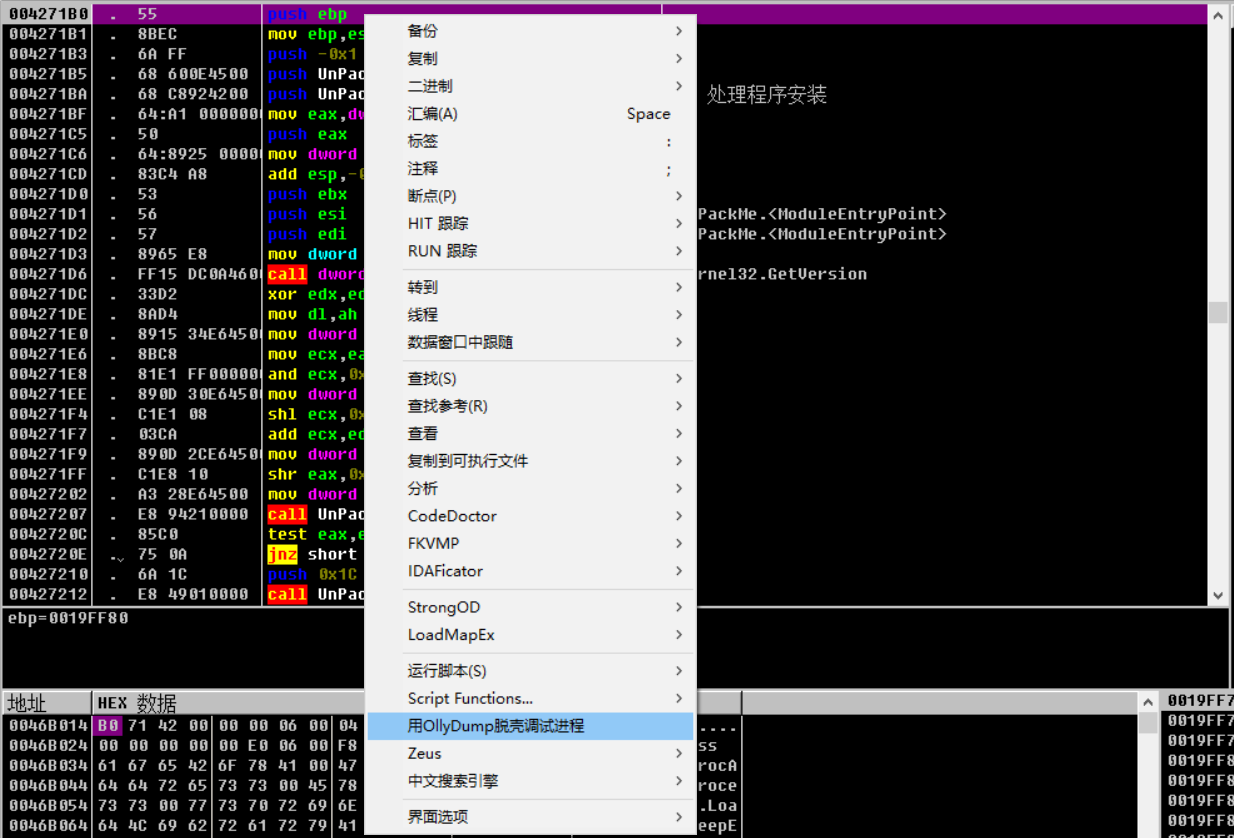 004271B0 . 55 push ebp
004271B1 . 8BEC mov ebp,es
004271B3 . 6A FF push -0x1
004271B5 . 68 600E4500 push UnPac
004271BA . 68 C8924200 push UnPac
004271BF . 64:A1 0000000 mov eax,dw
004271C5 . 50 push eax
004271C6 . 64:8925 0000 mov dword
004271CD . 83C4 A8 add esp,-0
004271D0 . 53 push ebx
004271D1 . 56 push esi
004271D2 . 57 push edi
004271D3 . 8965 E8 mov dword
004271D6 . FF15 DC0A460 call dword
004271DC . 33D2 xor edx,ed
004271DE . 8AD4 mov dl,ah
004271E0 . 8915 34E6450 mov dword
004271E6 . 8BC8 mov ecx,ea
004271E8 . 81E1 FF00000 and ecx,0x
004271EE . 890D 30E6450 mov dword
004271F4 . C1E1 08 shl ecx,0x
004271F7 . 03CA add ecx,ed
004271F9 . 890D 2CE6450 mov dword
004271FF . C1E8 10 shr eax,0x
00427202 . A3 28E64500 mov dword
00427207 . E8 94210000 call UnPac
0042720C . 85C0 test eax,e
0042720E . 75 0A jnz short
00427210 . 6A 1C push 0x1C
00427212 . E8 49010000 call UnPac
处理程序安装
PackMe.<ModuleEntryPoint>
PackMe.<ModuleEntryPoint>
rnel32.GetVersion
备份
复制
二进制
汇编(A) Space
标签 :
注释 ;
断点(P)
HIT 跟踪
RUN 跟踪
转到
线程
数据窗口中跟随
查找(S)
查找参考(R)
查看
复制到可执行文件
分析
CodeDoctor
FKVMP
IDAFicator
StrongOD
LoadMapEx
运行脚本(S)
Script Functions...
用OllyDump脱壳调试进程
Zeus
中文搜索引擎
界面选项
ebp=0019FF80
地址 HEX 数据
0046B014 B0 71 42 00 00 00 06 00 04 ....
0046B024 00 00 00 00 00 E0 06 00 F8 ss
0046B034 61 67 65 42 6F 78 41 00 47 rocA
0046B044 64 64 72 65 73 73 00 45 78 roce
0046B054 73 73 00 77 73 70 72 69 6E .Loa
0046B064 64 4C 69 62 72 61 72 79 41 eepE
0019FF7
0019FF7
0019FF7
0019FF8
0019FF8
0019FF8
0019FF8